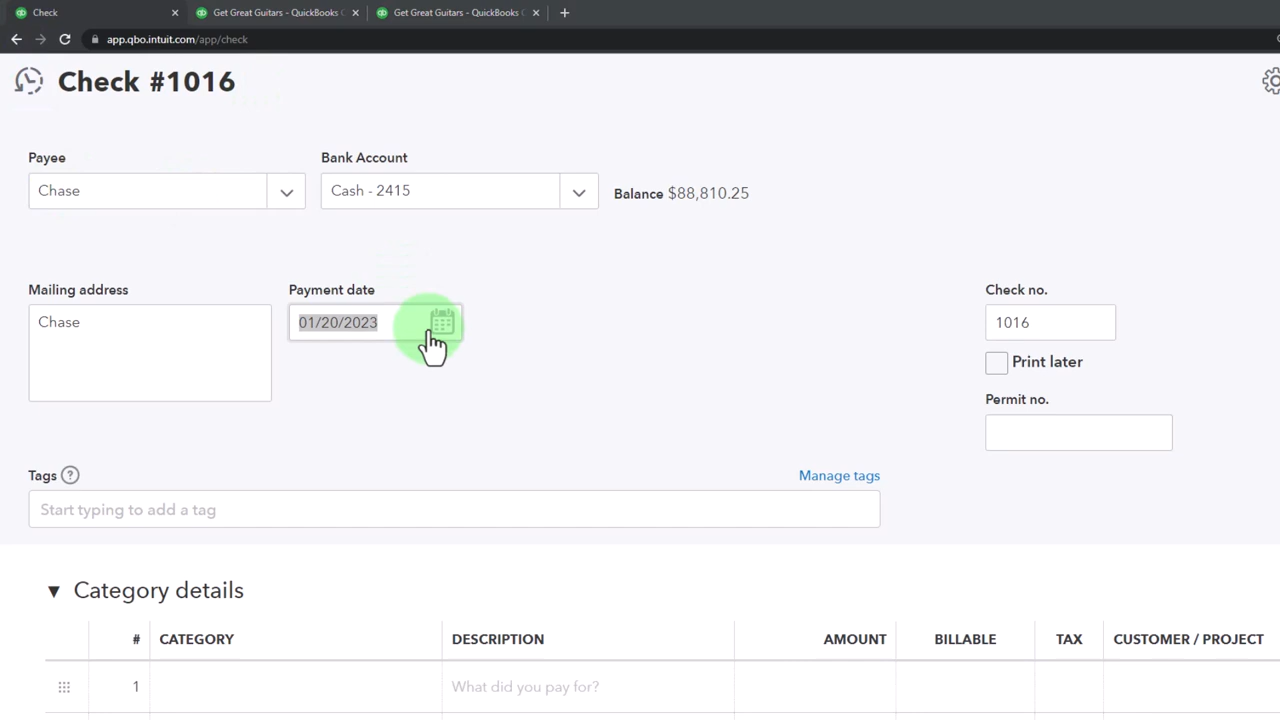 Check
Get Great Guitars - QuickBooks C
Get Great Guitars - QuickBooks C
app.qbo.intuit.com/app/check
Check #1016
Payee
Bank Account
Chase
Cash - 2415
Balance $88,810.25
Mailing address
Payment date
Check no.
Chase
01/20/2023
1016
Print later
Permit no.
Tags ?
Manage tags
Start typing to add a tag
Category details
# CATEGORY DESCRIPTION AMOUNT BILLABLE TAX CUSTOMER / PROJECT
1 What did you pay for?